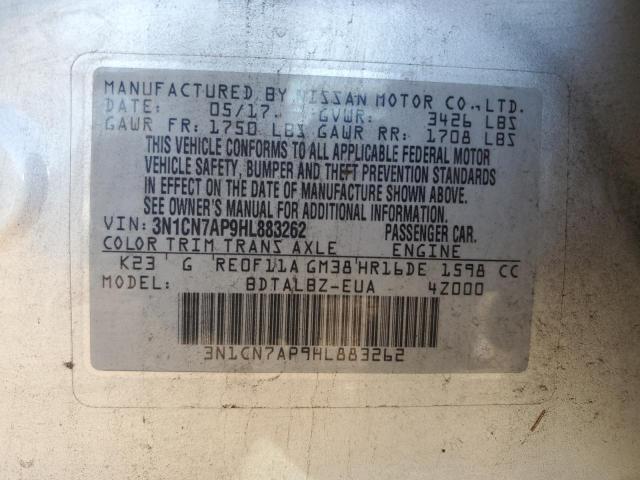 MANUFACTURED BY NISSAN MOTOR CO.,LTD.
DATE: 05/17 GVWR: 3426 LBS
GAWR FR: 1750 LBS GAWR RR: 1708 LBS
THIS VEHICLE CONFORMS TO ALL APPLICABLE FEDERAL MOTOR
VEHICLE SAFETY, BUMPER AND THEFT PREVENTION STANDARDS
IN EFFECT ON THE DATE OF MANUFACTURE SHOWN ABOVE.
SEE OWNER'S MANUAL FOR ADDITIONAL INFORMATION.
VIN: 3N1CN7AP9HL883262 PASSENGER CAR.
COLOR TRIM TRANS AXLE ENGINE
K23 G RE0F11A GM38 HR16DE 1598 CC
MODEL: BDTALBZ-EUA 4Z000
3N1CN7AP9HL883262